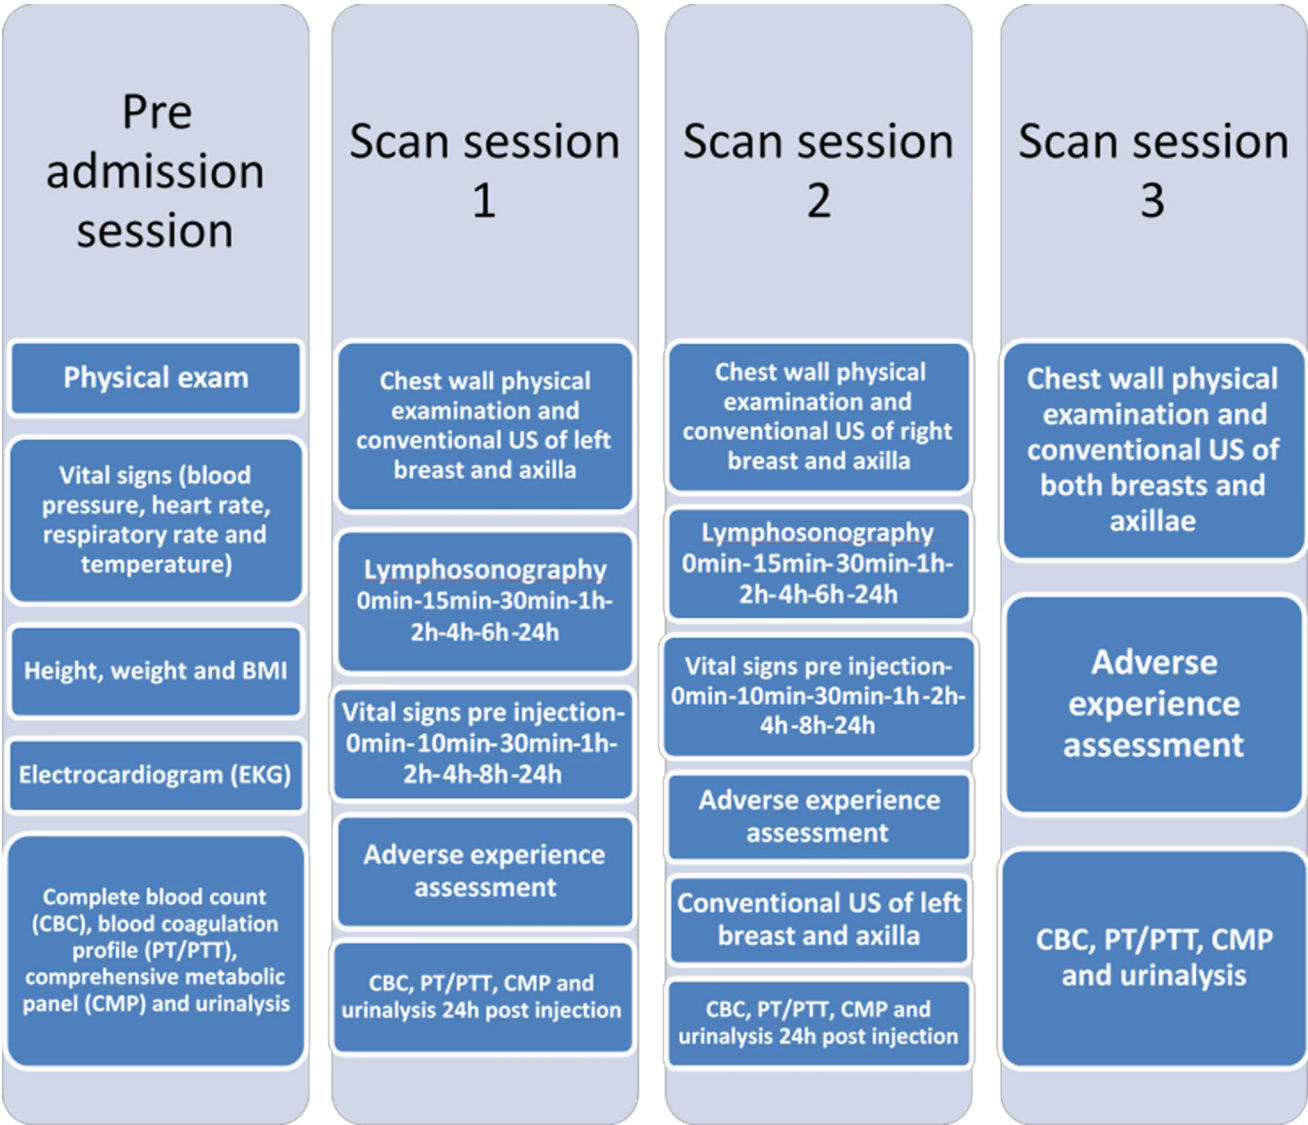 Pre
admission
session
Physical exam
Vital signs (blood
pressure, heart rate,
respiratory rate and
temperature)
Height, weight and BMI
Electrocardiogram (EKG)
Complete blood count
(CBC), blood coagulation
profile (PT/PTT),
comprehensive metabolic
panel (CMP) and urinalysis
Scan session
1
Chest wall physical
examination and
conventional US of left
breast and axilla
Lymphosonography
0min-15min-30min-1h-
2h-4h-6h-24h
Vital signs pre injection-
0min-10min-30min-1h-
2h-4h-8h-24h
Adverse experience
assessment
CBC, PT/PTT, CMP and
urinalysis 24h post injection
Scan session
2
Chest wall physical
examination and
conventional US of right
breast and axilla
Lymphosonography
0min-15min-30min-1h-
2h-4h-6h-24h
Vital signs pre injection-
0min-10min-30min-1h-2h-
4h-8h-24h
Adverse experience
assessment
Conventional US of left
breast and axilla
CBC, PT/PTT, CMP and
urinalysis 24h post injection
Scan session
3
Chest wall physical
examination and
conventional US of
both breasts and
axillae
Adverse
experience
assessment
CBC, PT/PTT, CMP
and urinalysis